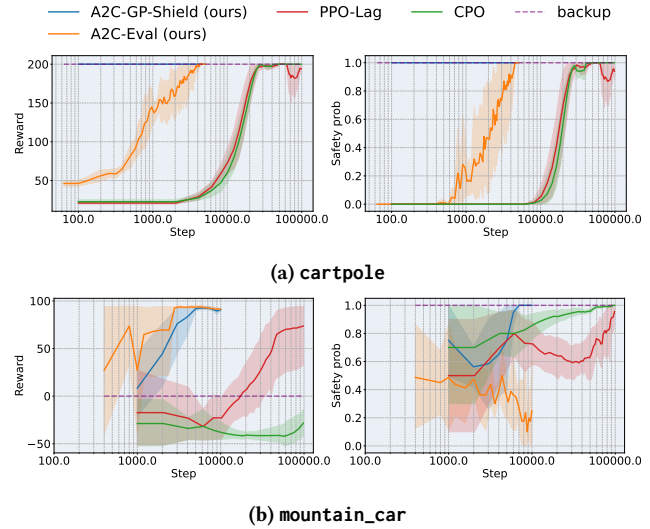 A2C-GP-Shield (ours) PPO-Lag CPO backup
A2C-Eval (ours)
200
150
100
50
Reward
100.0 1000.0 10000.0 100000.0
Step
1.0
0.8
0.6
0.4
0.2
0.0
Safety prob
100.0 1000.0 10000.0 100000.0
Step
(a) cartpole
100
50
0
−50
Reward
100.0 1000.0 10000.0 100000.0
Step
1.0
0.8
0.6
0.4
0.2
0.0
Safety prob
100.0 1000.0 10000.0 100000.0
Step
(b) mountain_car